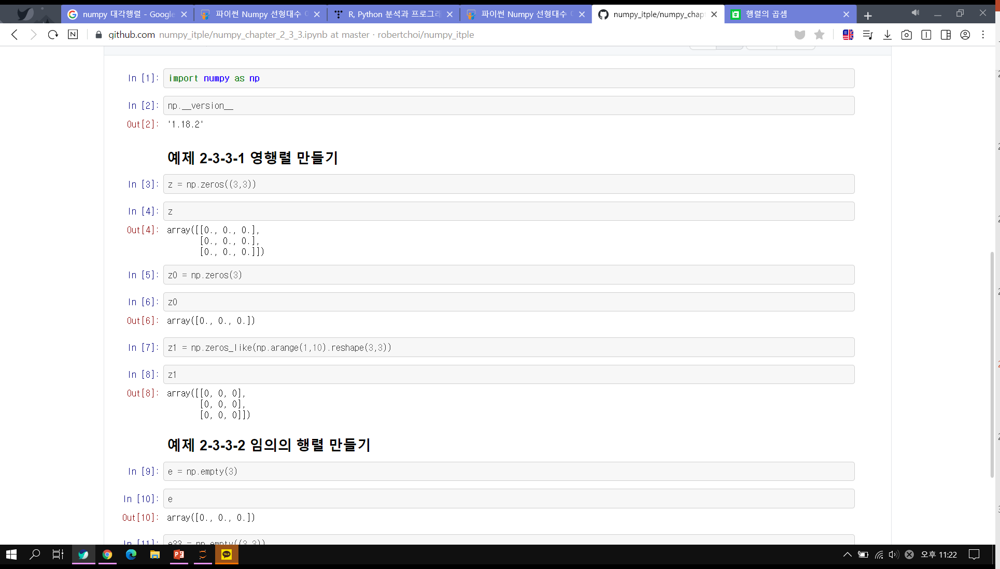 numpy 대각행렬 - Google
파이썬 Numpy 선형대수
R, Python 분석과 프로그래
파이썬 Numpy 선형대수
numpy_itple/numpy_chap
행렬의 곱셈
github.com numpy_itple/numpy_chapter_2_3_3.ipynb at master · robertchoi/numpy_itple
In [1]: import numpy as np
In [2]: np.__version__
Out[2]: '1.18.2'
예제 2-3-3-1 영행렬 만들기
In [3]: z = np.zeros((3,3))
In [4]: z
Out[4]: array([[0., 0., 0.],
[0., 0., 0.],
[0., 0., 0.]])
In [5]: z0 = np.zeros(3)
In [6]: z0
Out[6]: array([0., 0., 0.])
In [7]: z1 = np.zeros_like(np.arange(1,10).reshape(3,3))
In [8]: z1
Out[8]: array([[0, 0, 0],
[0, 0, 0],
[0, 0, 0]])
예제 2-3-3-2 임의의 행렬 만들기
In [9]: e = np.empty(3)
In [10]: e
Out[10]: array([0., 0., 0.])
In [11]: e33 = np.empty((3,3))
오후 11:22